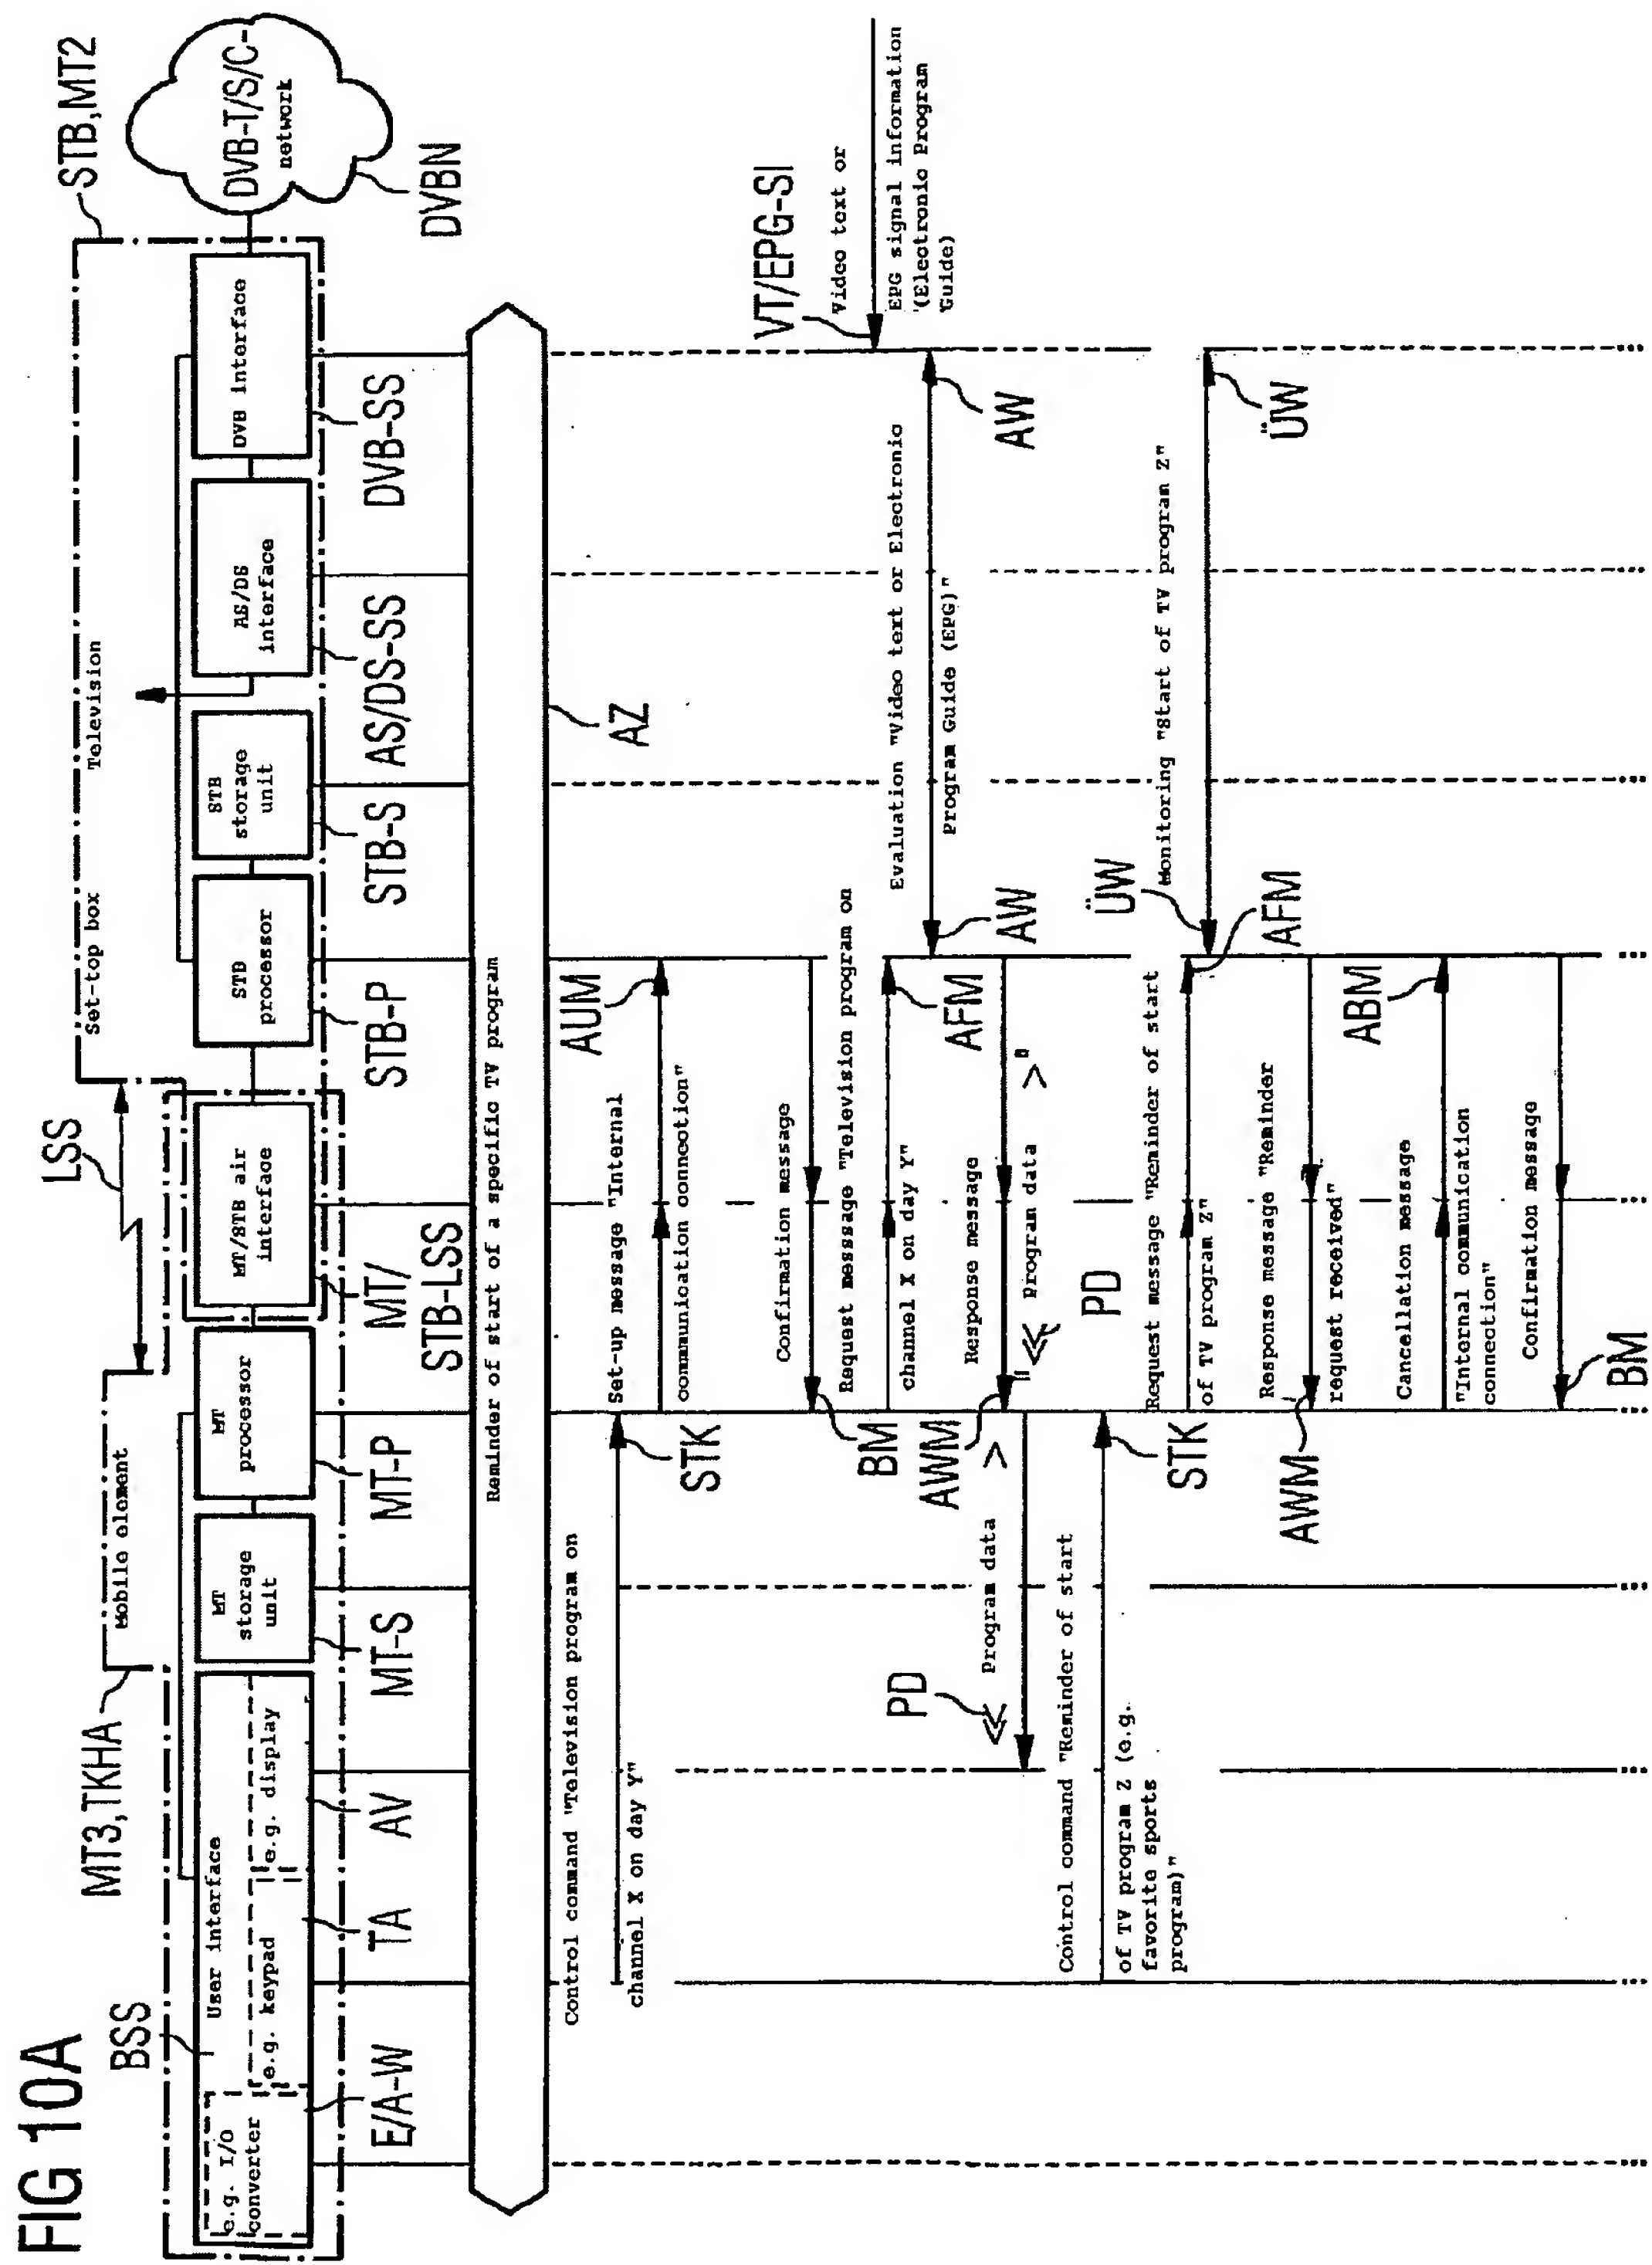 FIG 10A
BSS
MT3,TKHA
Mobile element
LSS
Set-top box
Television
STB,MT2
e.g. I/O
converter
User interface
e.g. keypad
e.g. display
MT
storage
unit
MT
processor
MT/STB air
interface
STB
processor
STB
storage
unit
AS/DS
interface
DVB interface
DVB-T/S/C-
network
DVBN
E/A-W
TA
AV
MT-S
MT-P
MT/
STB-LSS
STB-P
STB-S
AS/DS-SS
DVB-SS
Reminder of start of a specific TV program
AZ
Control command "Television program on
channel X on day Y"
STK
Set-up message "Internal
communication connection"
AUM
Confirmation message
BM
Request message "Television program on
channel X on day Y"
AFM
VT/EPG-SI
Video text or
EPG signal information
(Electronic Program
Guide)
Evaluation "Video text or Electronic
Program Guide (EPG)"
AW
AW
Response message
" << program data >"
AWM
PD
PD
<< program data >
Control command "Reminder of start
of TV program Z (e.g.
favorite sports
program)"
STK
Request message "Reminder of start
of TV program Z"
AFM
ÜW
Monitoring "Start of TV program Z"
ÜW
Response message "Reminder
request received"
AWM
Cancellation message
"Internal communication
connection"
ABM
Confirmation message
BM